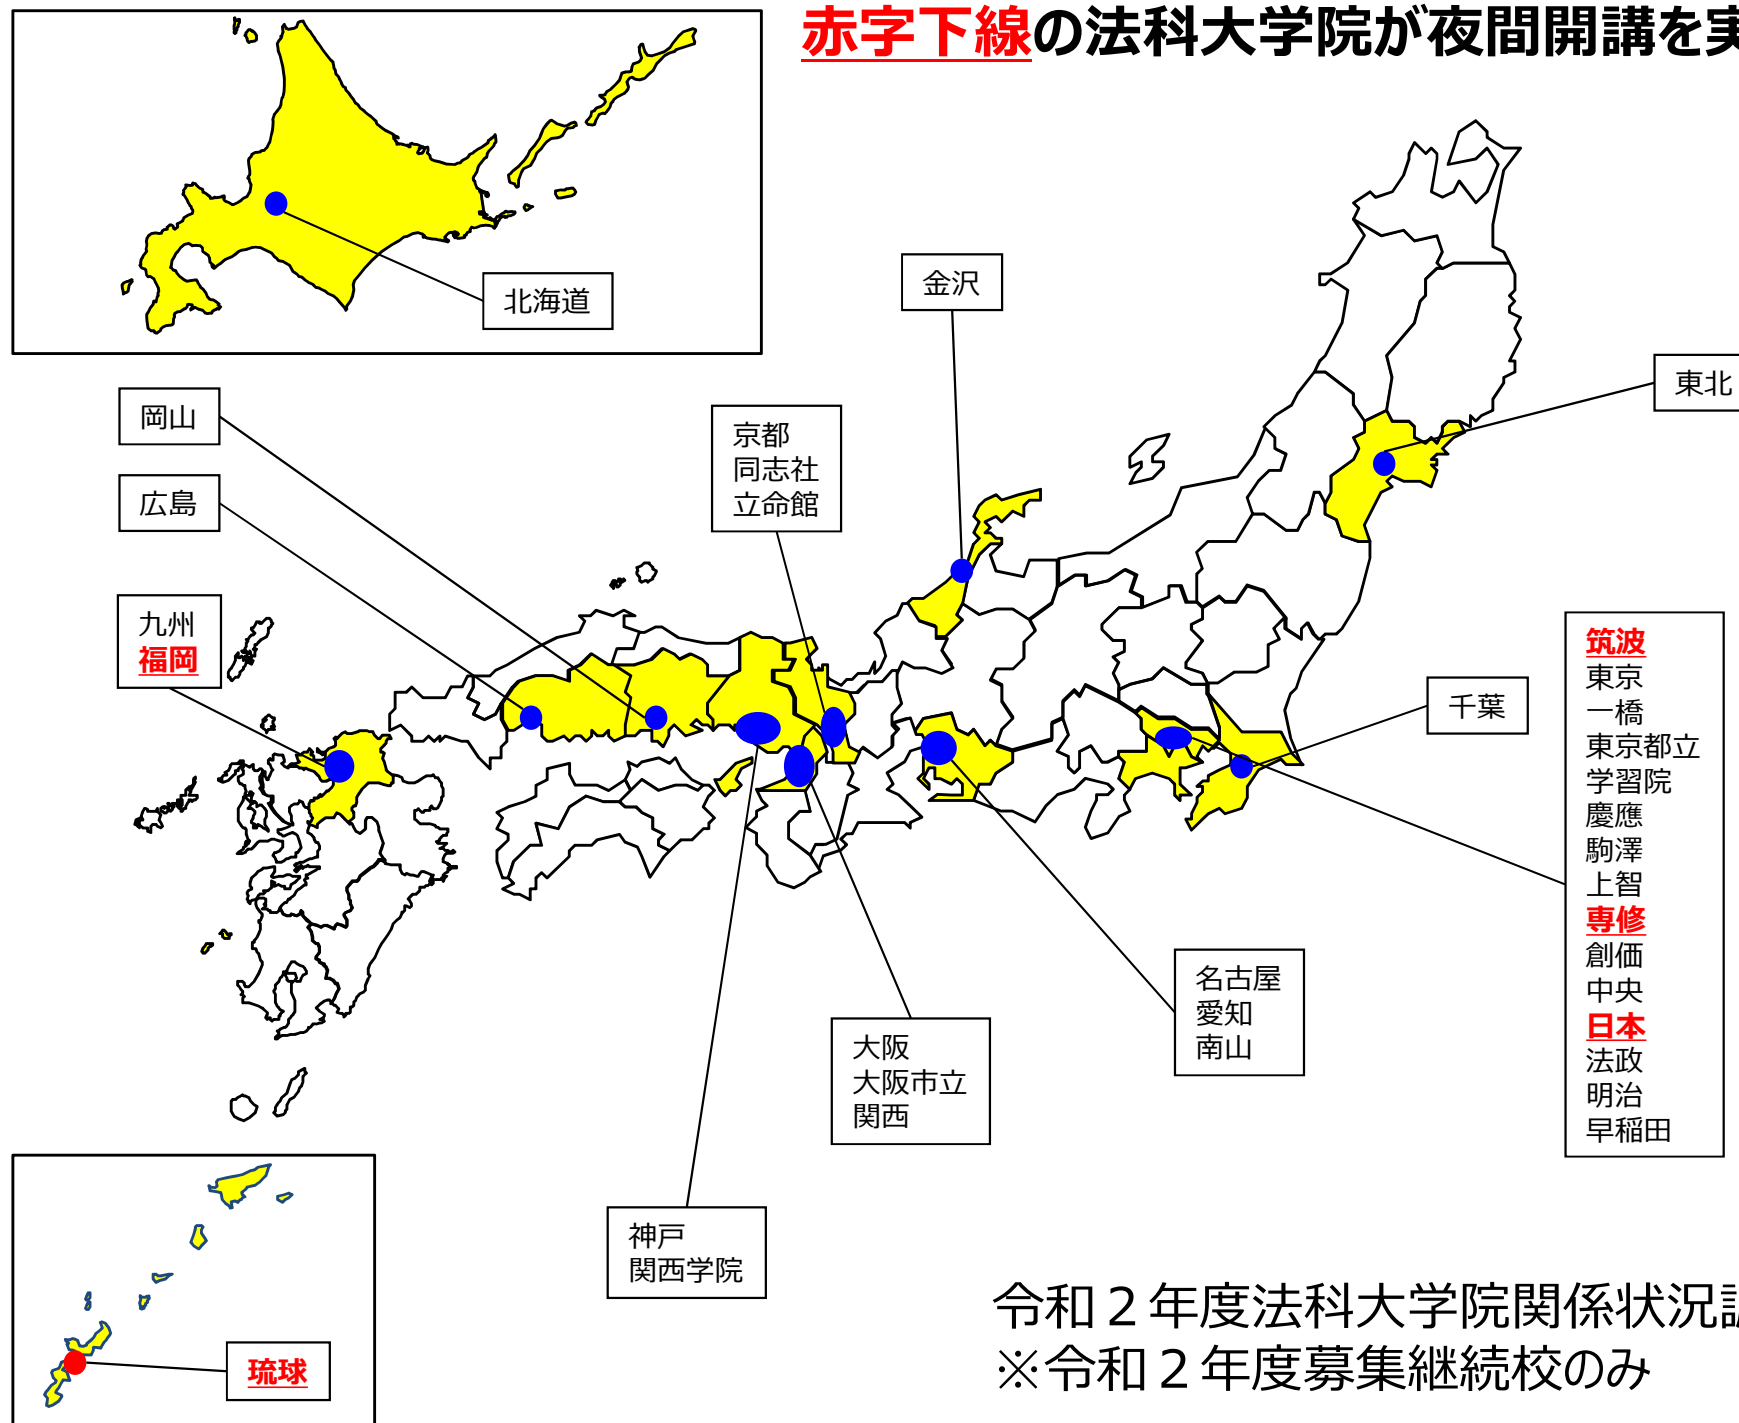 赤字下線の法科大学院が夜間開講を実
北海道
金沢
東北
岡山
広島
京都
同志社
立命館
九州
福岡
千葉
筑波
東京
一橋
東京都立
学習院
慶應
駒澤
上智
専修
創価
中央
日本
法政
明治
早稲田
名古屋
愛知
南山
大阪
大阪市立
関西
神戸
関西学院
琉球
令和２年度法科大学院関係状況調
※令和２年度募集継続校のみ